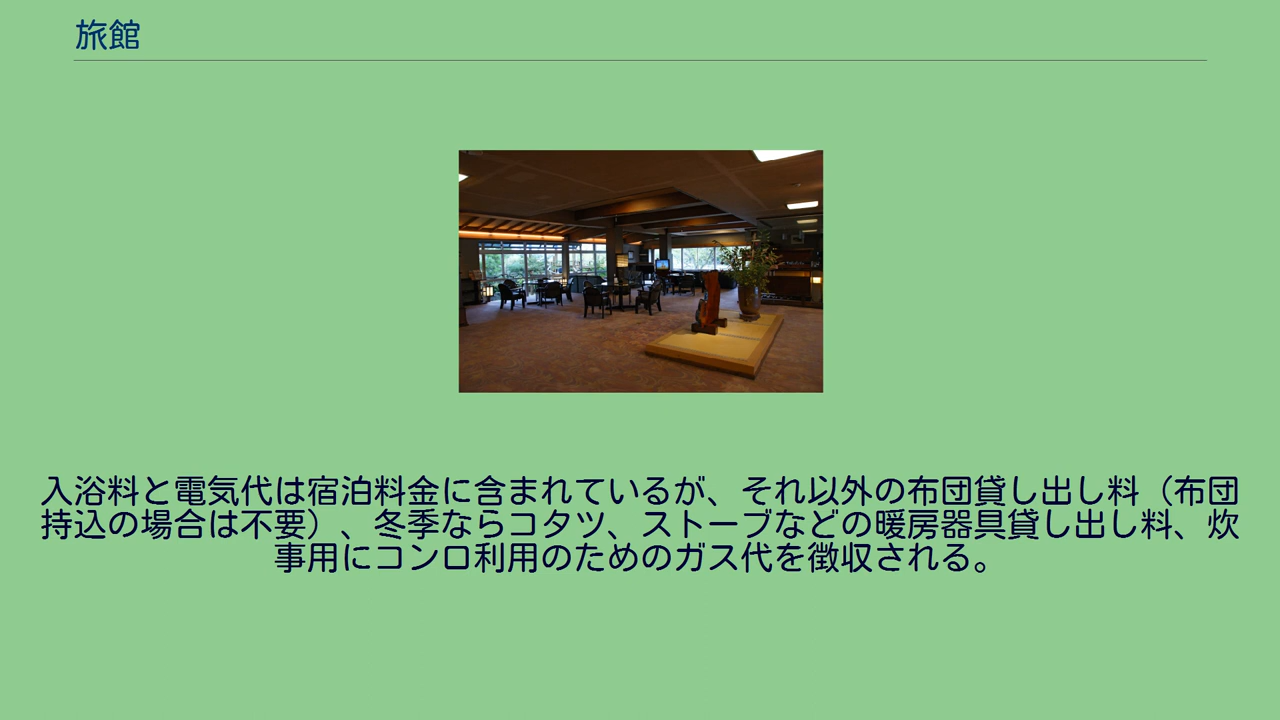 旅館
入浴料と電気代は宿泊料金に含まれているが、それ以外の布団貸し出し料（布団
持込の場合は不要）、冬季ならコタツ、ストーブなどの暖房器具貸し出し料、炊
事用にコンロ利用のためのガス代を徴収される。